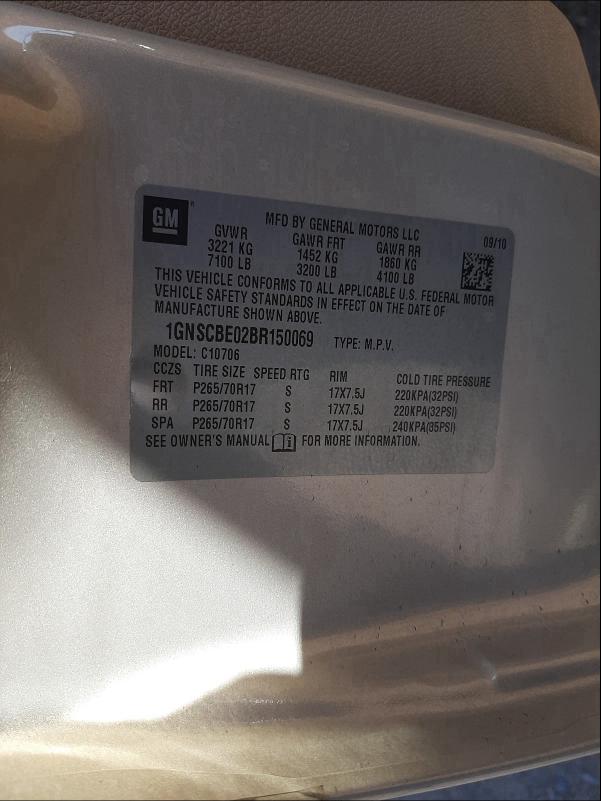 GM
MFD BY GENERAL MOTORS LLC
09/10
GVWR GAWR FRT GAWR RR
3221 KG 1452 KG 1860 KG
7100 LB 3200 LB 4100 LB
THIS VEHICLE CONFORMS TO ALL APPLICABLE U.S. FEDERAL MOTOR
VEHICLE SAFETY STANDARDS IN EFFECT ON THE DATE OF
MANUFACTURE SHOWN ABOVE.
1GNSCBE02BR150069 TYPE: M.P.V.
MODEL: C10706
CCZS TIRE SIZE SPEED RTG RIM COLD TIRE PRESSURE
FRT P265/70R17 S 17X7.5J 220KPA(32PSI)
RR P265/70R17 S 17X7.5J 220KPA(32PSI)
SPA P265/70R17 S 17X7.5J 240KPA(35PSI)
SEE OWNER'S MANUAL FOR MORE INFORMATION.